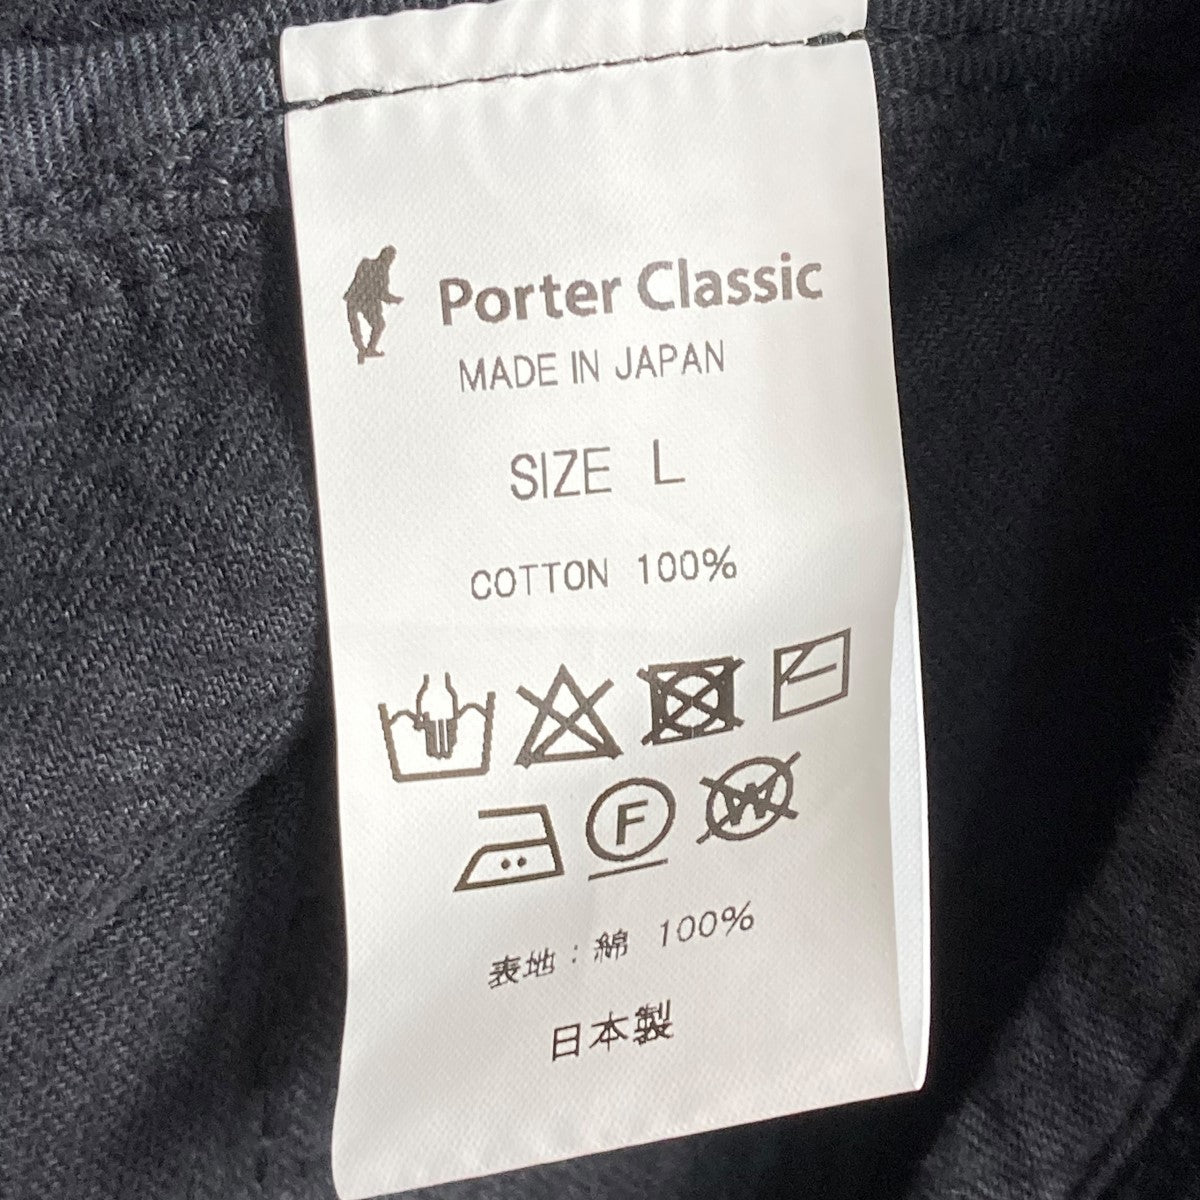 Porter Classic
MADE IN JAPAN
SIZE L
COTTON 100%
F W
表地:綿 100%
日本製